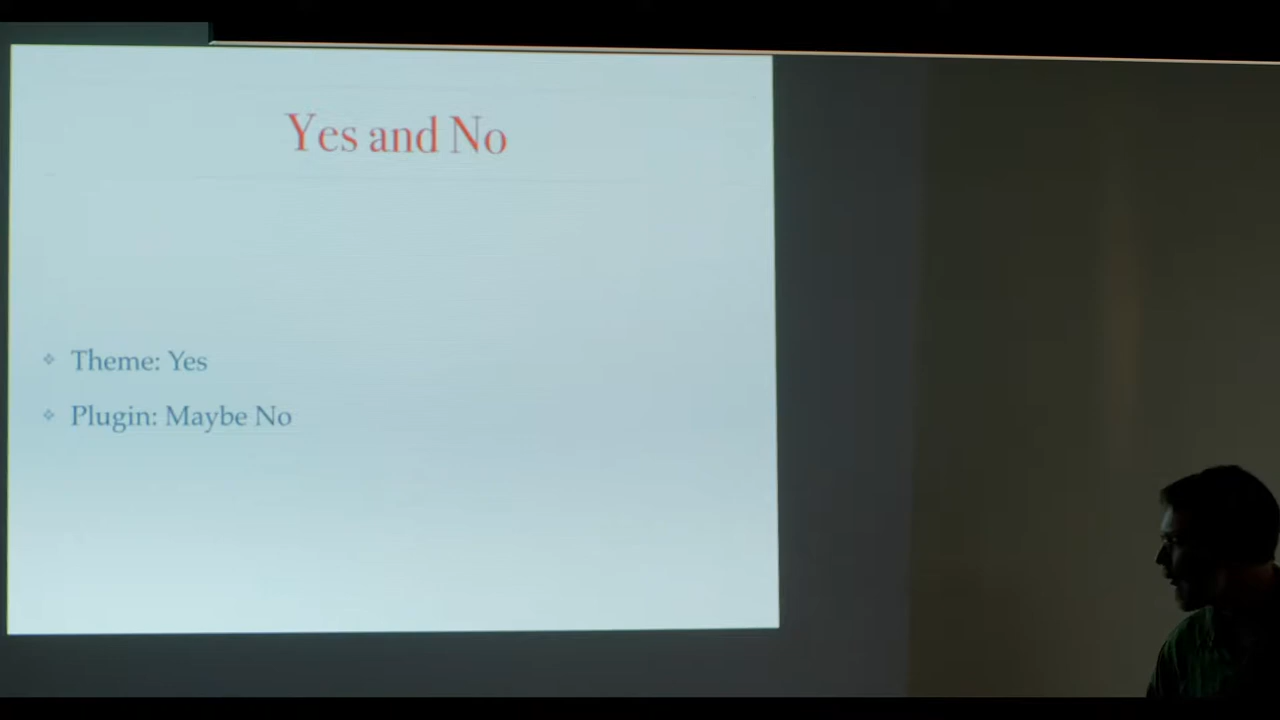 Yes and No
Theme: Yes
Plugin: Maybe No